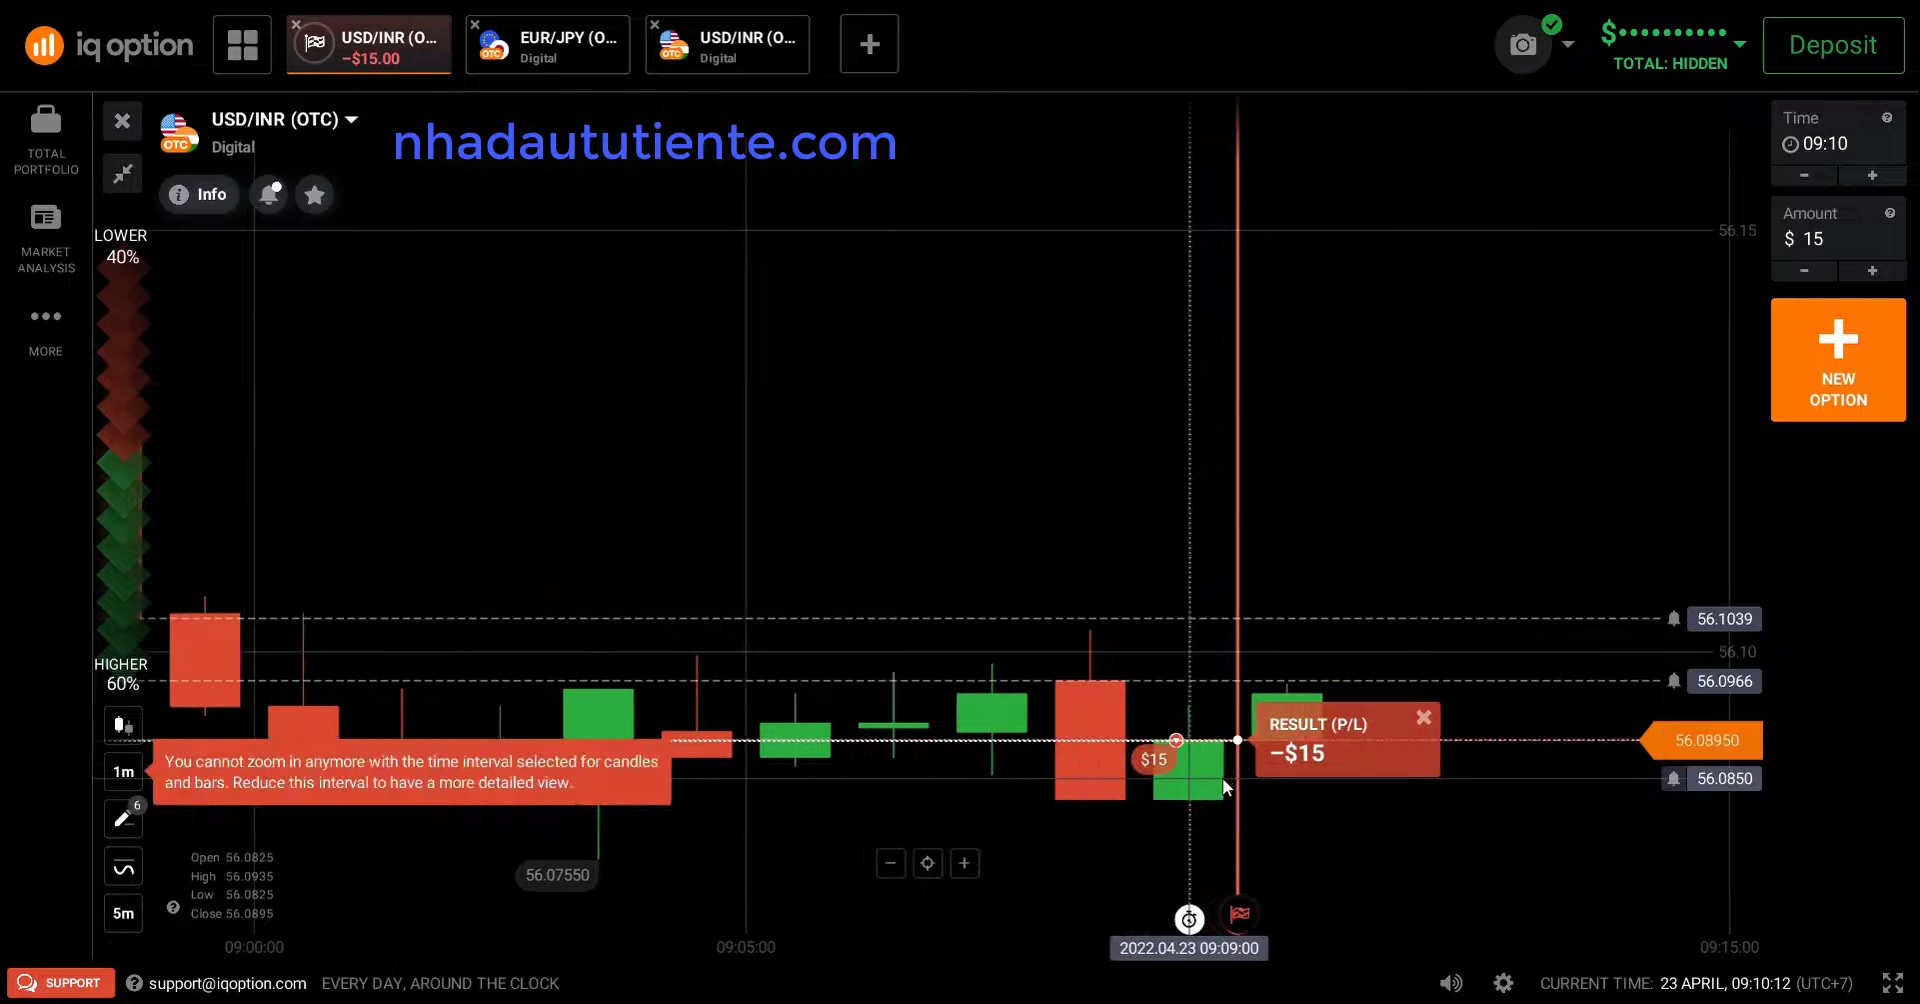 iq option
USD/INR (O...
–$15.00
EUR/JPY (O...
OTC
Digital
USD/INR (O...
OTC
Digital
$••••••••••
TOTAL: HIDDEN
Deposit
TOTAL
PORTFOLIO
MARKET
ANALYSIS
MORE
USD/INR (OTC)
OTC
Digital
nhadaututiente.com
Info
LOWER
40%
HIGHER
60%
Time
09:10
Amount
$ 15
NEW
OPTION
56.15
56.1039
56.10
56.0966
56.08950
56.0850
RESULT (P/L)
–$15
$15
1m
You cannot zoom in anymore with the time interval selected for candles
and bars. Reduce this interval to have a more detailed view.
6
5m
Open 56.0825
High 56.0935
Low 56.0825
Close 56.0895
56.07550
09:00:00
09:05:00
2022.04.23 09:09:00
09:15:00
SUPPORT
support@iqoption.com
EVERY DAY, AROUND THE CLOCK
CURRENT TIME: 23 APRIL, 09:10:12 (UTC+7)